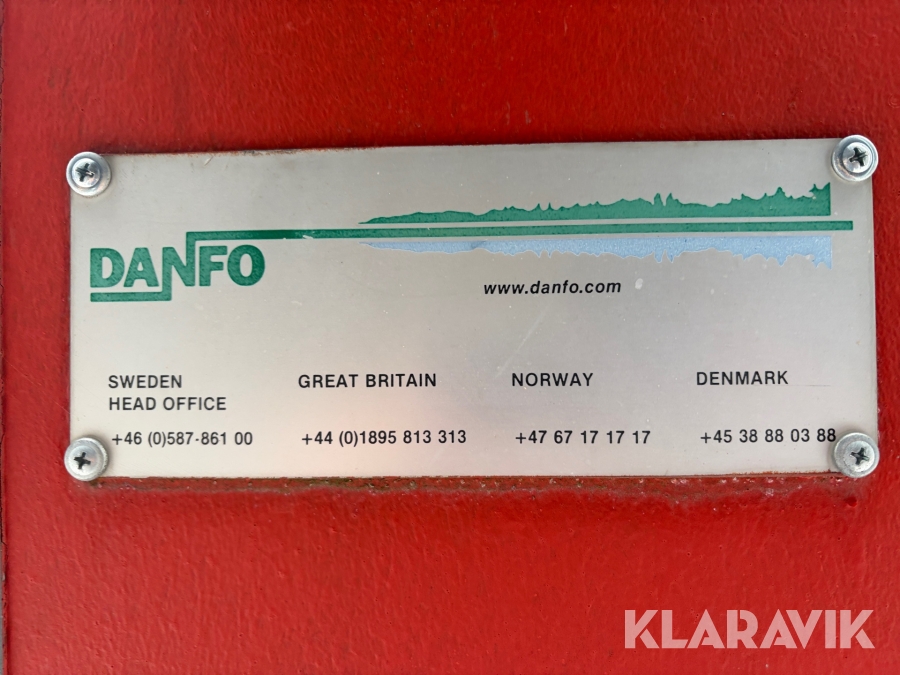 DANFO
www.danfo.com
SWEDEN
HEAD OFFICE
+46 (0)587-861 00
GREAT BRITAIN
+44 (0)1895 813 313
NORWAY
+47 67 17 17 17
DENMARK
+45 38 88 03 88
KLARAVIK